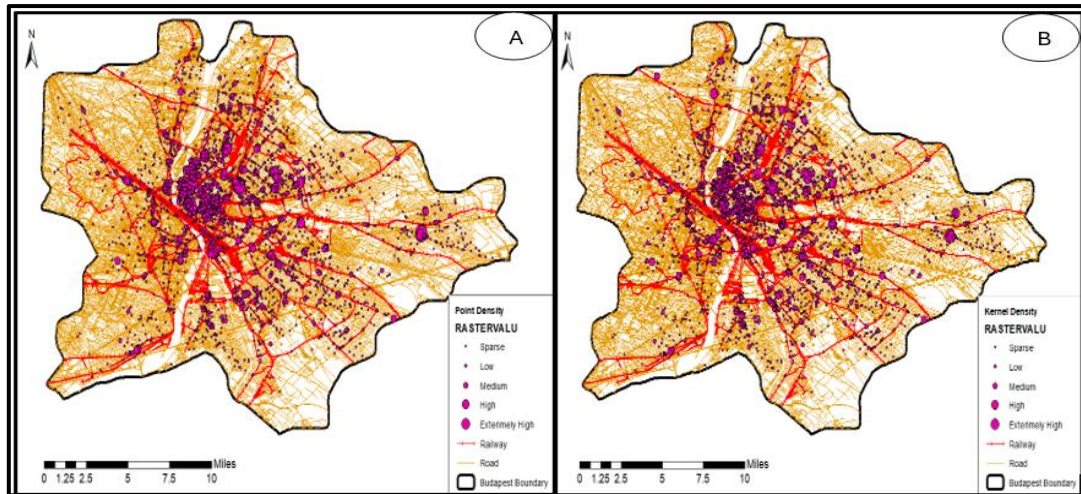 A
N
Point Density
RASTERVALU
Sparse
Low
Medium
High
Exterimely High
Railway
Road
Budapest Boundary
Miles
0 1.25 2.5 5 7.5 10
B
N
Kernel Density
RASTERVALU
Sparse
Low
Medium
High
Exterimely High
Railway
Road
Budapest Boundary
Miles
0 1.25 2.5 5 7.5 10